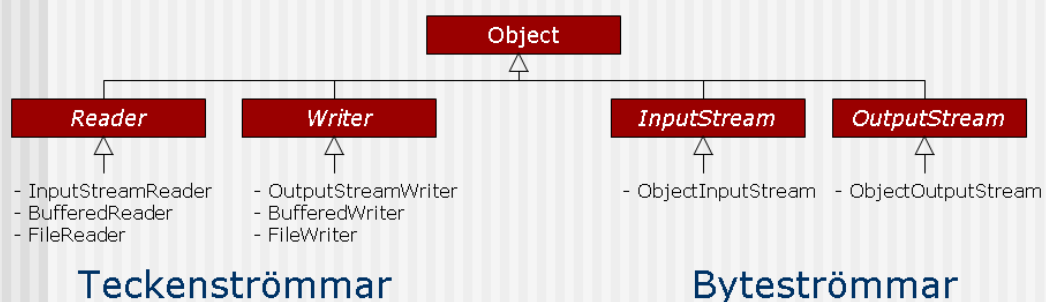 Object
Reader
Writer
InputStream
OutputStream
- InputStreamReader
- BufferedReader
- FileReader
- OutputStreamWriter
- BufferedWriter
- FileWriter
- ObjectInputStream
- ObjectOutputStream
Teckenströmmar
Byteströmmar